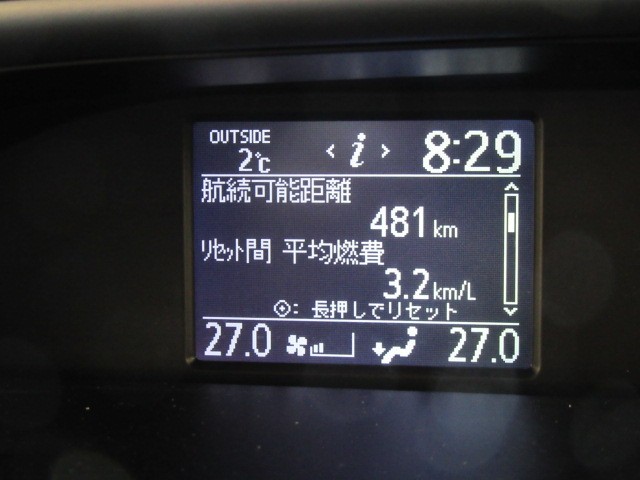 OUTSIDE
2℃
< i > 8:29
航続可能距離
481 km
ﾘｾｯﾄ間 平均燃費
3.2 km/L
長押しでリセット
27.0 27.0